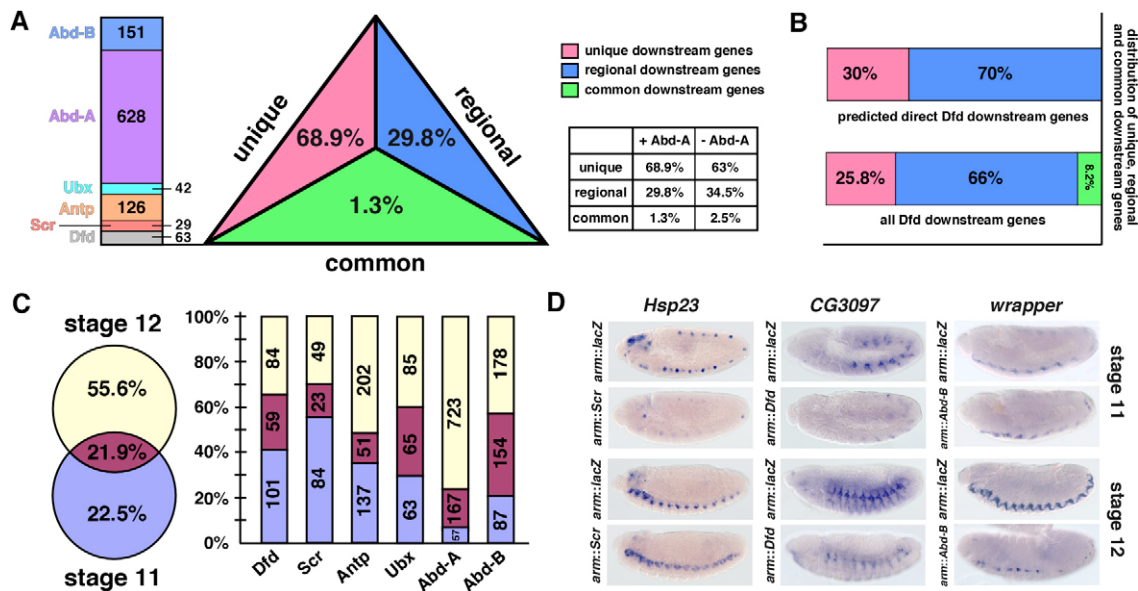 A
Abd-B
151
Abd-A
628
Ubx
42
Antp
126
Scr
29
Dfd
63
unique
68.9%
regional
29.8%
1.3%
common
unique downstream genes
regional downstream genes
common downstream genes
+ Abd-A - Abd-A
unique 68.9% 63%
regional 29.8% 34.5%
common 1.3% 2.5%
B
30% 70%
predicted direct Dfd downstream genes
25.8% 66% 8.2%
all Dfd downstream genes
distribution of unique, regional
and common downstream genes
C
stage 12
55.6%
21.9%
22.5%
stage 11
100%
80%
60%
40%
20%
0%
84 49 202 85 723 178
59 23 51 65 167 154
101 84 137 63 57 87
Dfd Scr Antp Ubx Abd-A Abd-B
D
Hsp23 CG3097 wrapper
arm::lacZ arm::lacZ arm::lacZ
arm::Scr arm::Dfd arm::Abd-B
stage 11
arm::lacZ arm::lacZ arm::lacZ
arm::Scr arm::Dfd arm::Abd-B
stage 12